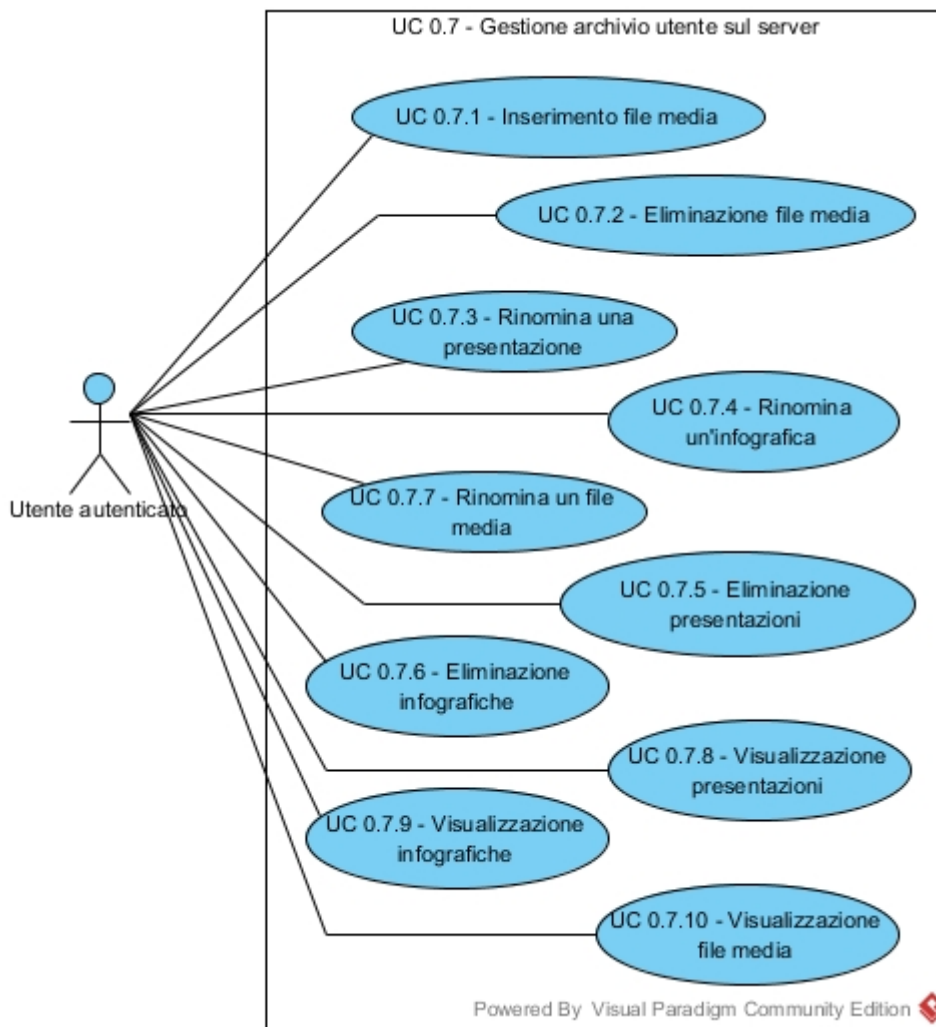 UC 0.7 - Gestione archivio utente sul server
UC 0.7.1 - Inserimento file media
UC 0.7.2 - Eliminazione file media
UC 0.7.3 - Rinomina una
presentazione
UC 0.7.4 - Rinomina
un'infografica
UC 0.7.7 - Rinomina un file
media
Utente autenticato
UC 0.7.5 - Eliminazione
presentazioni
UC 0.7.6 - Eliminazione
infografiche
UC 0.7.8 - Visualizzazione
presentazioni
UC 0.7.9 - Visualizzazione
infografiche
UC 0.7.10 - Visualizzazione
file media
Powered By Visual Paradigm Community Edition